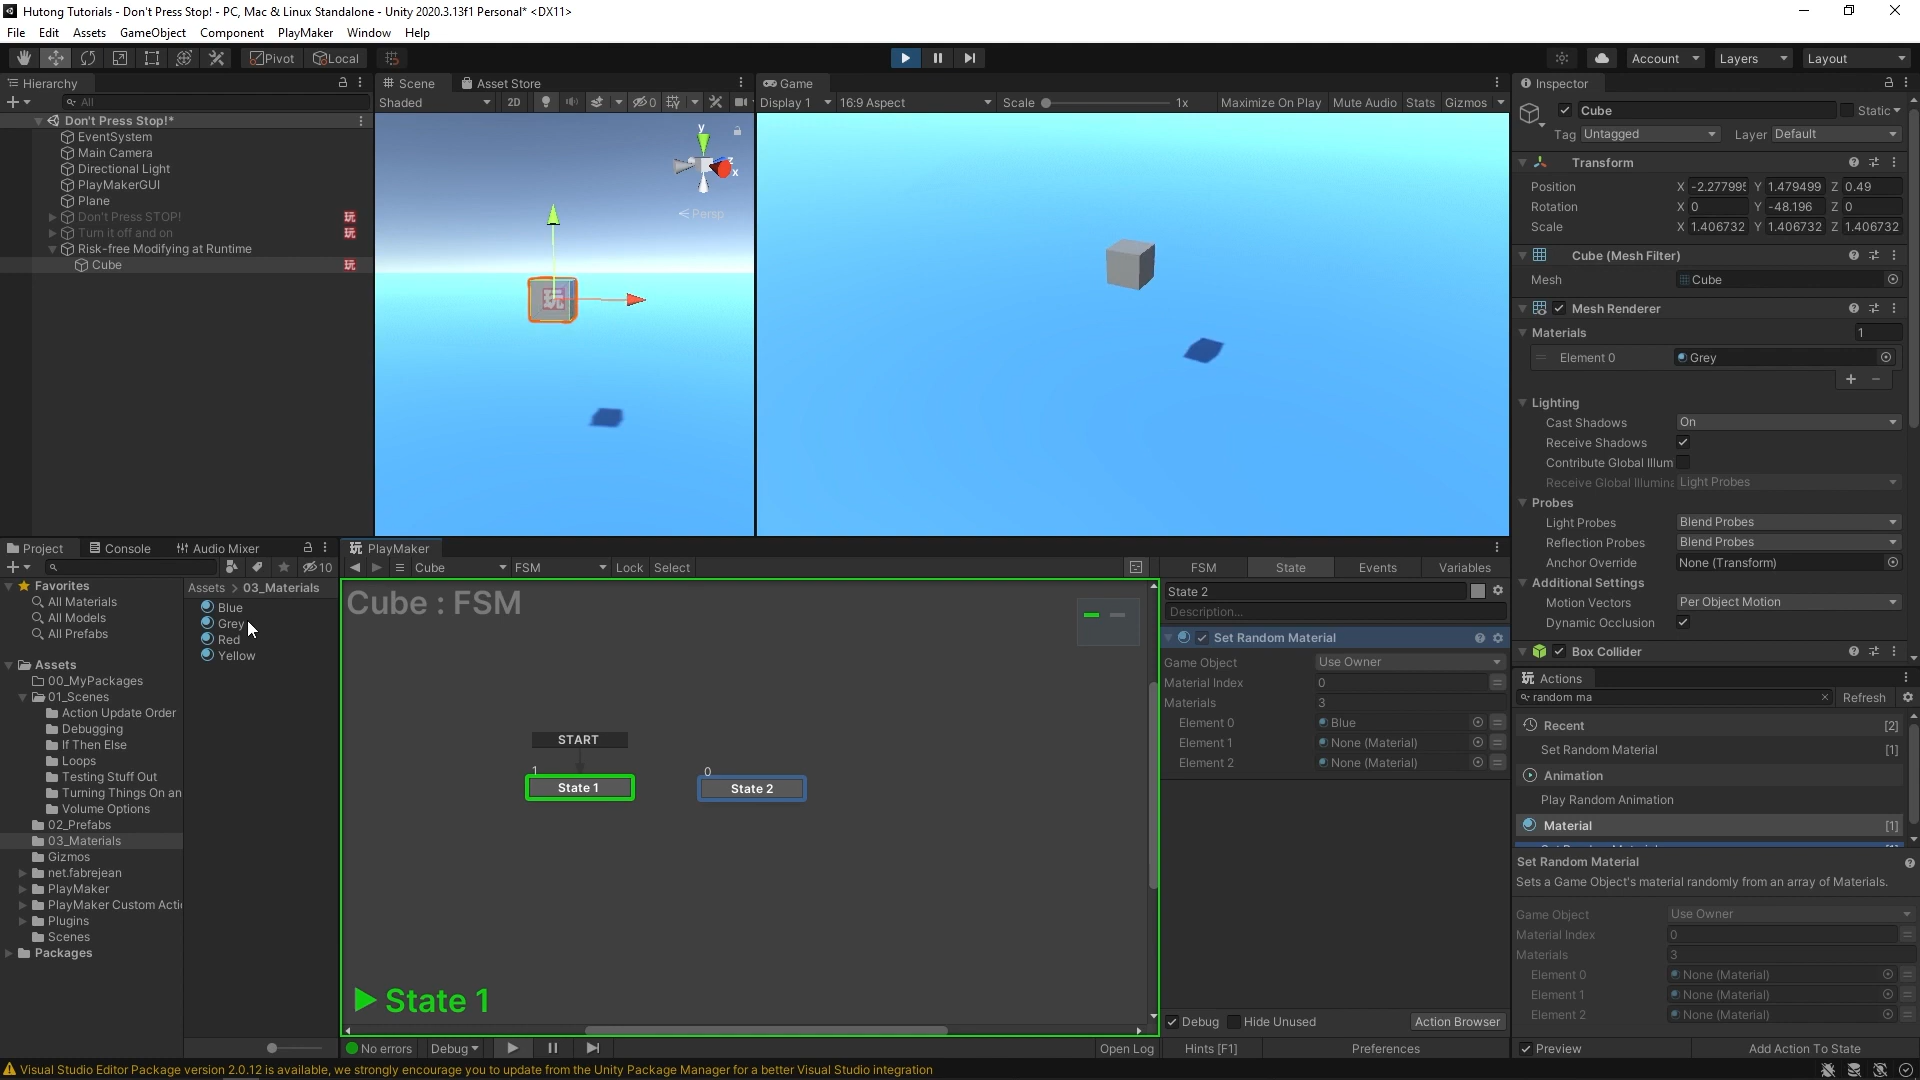 Hutong Tutorials - Don't Press Stop! - PC, Mac & Linux Standalone - Unity 2020.3.13f1 Personal* <DX11>
File Edit Assets GameObject Component PlayMaker Window Help
Pivot Local Account Layers Layout
Hierarchy
All
Don't Press Stop!*
EventSystem
Main Camera
Directional Light
PlayMakerGUI
Plane
Don't Press STOP! 玩
Turn it off and on 玩
Risk-free Modifying at Runtime
Cube 玩
Scene Asset Store
Shaded 2D 0
y
z
x
Persp
玩
Game
Display 1 16:9 Aspect Scale 1x Maximize On Play Mute Audio Stats Gizmos
Inspector
Cube Static
Tag Untagged Layer Default
Transform
Position X -2.277995 Y 1.479499 Z 0.49
Rotation X 0 Y -48.196 Z 0
Scale X 1.406732 Y 1.406732 Z 1.406732
Cube (Mesh Filter)
Mesh Cube
Mesh Renderer
Materials 1
Element 0 Grey
Lighting
Cast Shadows On
Receive Shadows
Contribute Global Illum
Receive Global Illumina Light Probes
Probes
Light Probes Blend Probes
Reflection Probes Blend Probes
Anchor Override None (Transform)
Additional Settings
Motion Vectors Per Object Motion
Dynamic Occlusion
Box Collider
Project Console Audio Mixer
10
Favorites
All Materials
All Models
All Prefabs
Assets
00_MyPackages
01_Scenes
Action Update Order
Debugging
If Then Else
Loops
Testing Stuff Out
Turning Things On an
Volume Options
02_Prefabs
03_Materials
Gizmos
net.fabrejean
PlayMaker
PlayMaker Custom Acti
Plugins
Scenes
Packages
Assets > 03_Materials
Blue
Grey
Red
Yellow
玩 PlayMaker
Cube FSM Lock Select
Cube : FSM
START
1
State 1
0
State 2
State 1
No errors Debug Open Log
FSM State Events Variables
State 2
Description...
Set Random Material
Game Object Use Owner
Material Index 0
Materials 3
Element 0 Blue
Element 1 None (Material)
Element 2 None (Material)
Debug Hide Unused Action Browser
Hints [F1] Preferences
玩 Actions
random ma Refresh
Recent [2]
Set Random Material [1]
Animation
Play Random Animation
Material [1]
Set Random Material
Sets a Game Object's material randomly from an array of Materials.
Game Object Use Owner
Material Index 0
Materials 3
Element 0 None (Material)
Element 1 None (Material)
Element 2 None (Material)
Preview Add Action To State
Visual Studio Editor Package version 2.0.12 is available, we strongly encourage you to update from the Unity Package Manager for a better Visual Studio integration